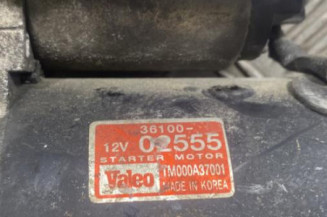 36100-
12V 02555
STARTER MOTOR
Valeo TM000A37001
MADE IN KOREA